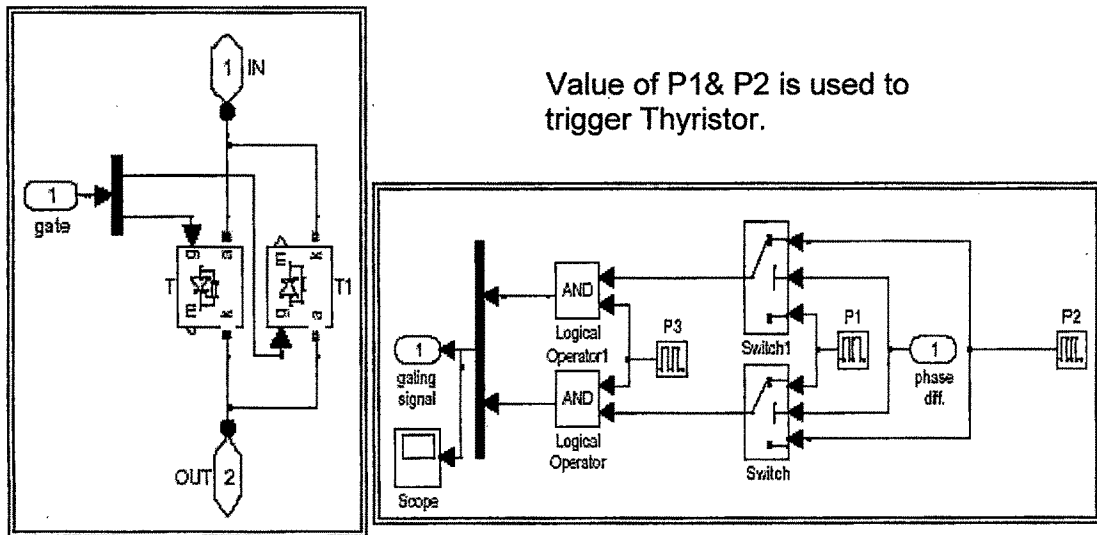 1 IN
Value of P1& P2 is used to
trigger Thyristor.
1
gate
g a
m k
T
m k
g a
T1
OUT 2
AND
Logical
Operator1
P3
Switch1
P1
P2
1
galing
signal
1
phase
diff.
AND
Logical
Operator
Switch
Scope